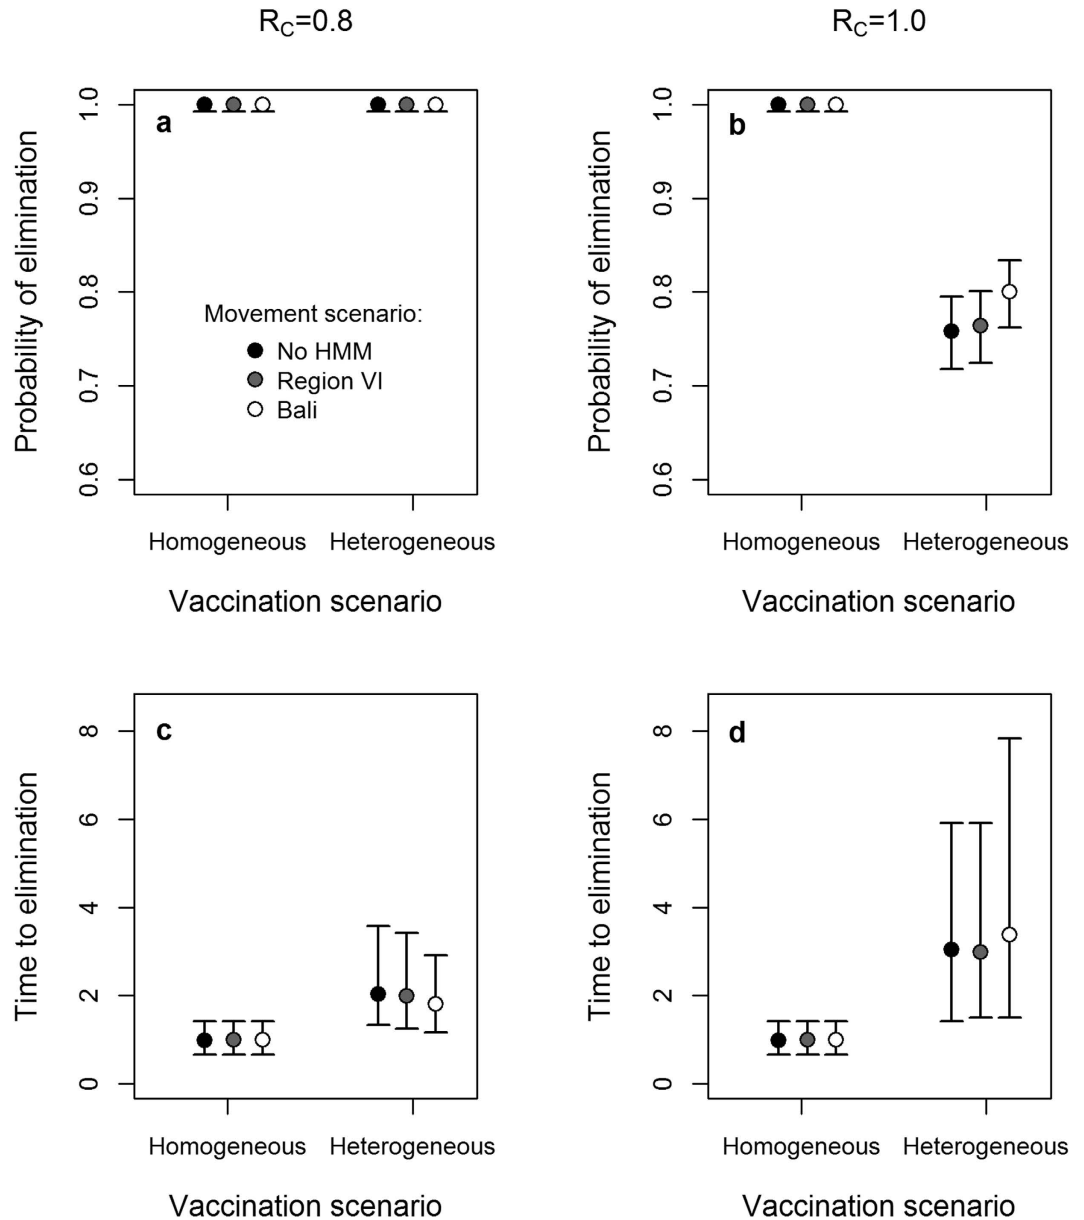 R_C=0.8
R_C=1.0
a
Probability of elimination
0.6 0.7 0.8 0.9 1.0
Movement scenario:
No HMM
Region VI
Bali
Homogeneous Heterogeneous
Vaccination scenario
b
Probability of elimination
0.6 0.7 0.8 0.9 1.0
Homogeneous Heterogeneous
Vaccination scenario
c
Time to elimination
0 2 4 6 8
Homogeneous Heterogeneous
Vaccination scenario
d
Time to elimination
0 2 4 6 8
Homogeneous Heterogeneous
Vaccination scenario